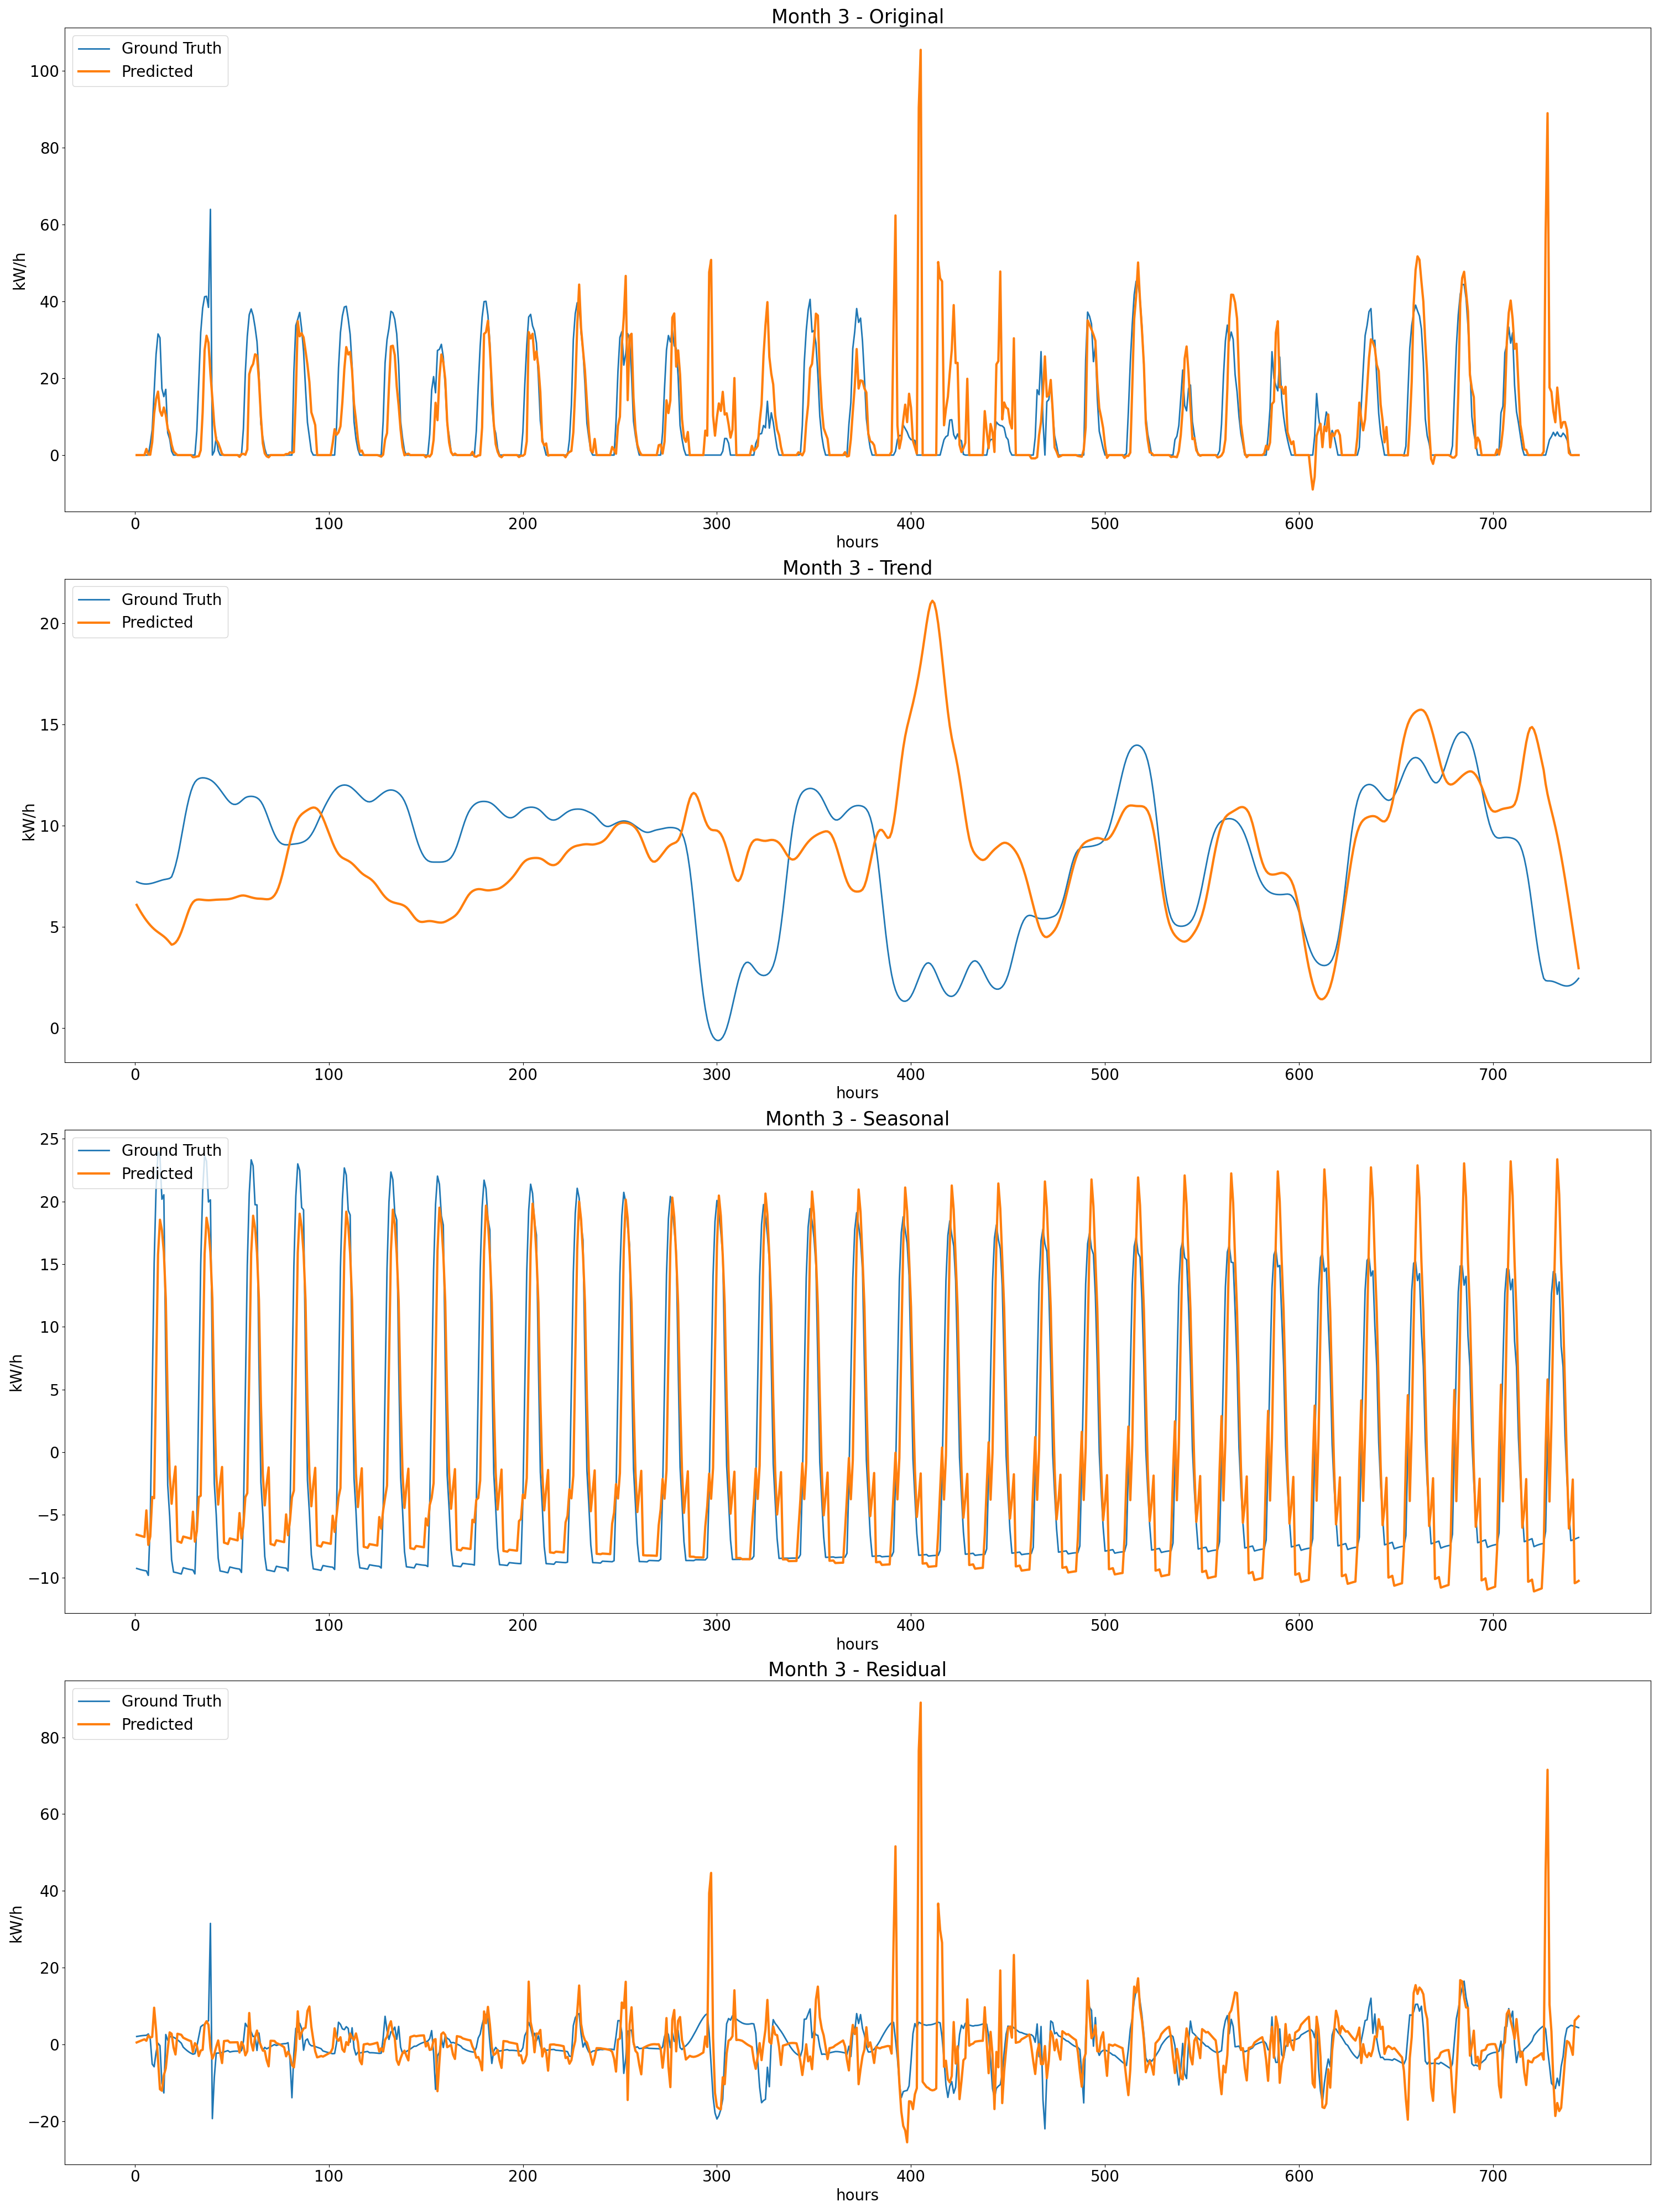 Month 3 - Original
Ground Truth
Predicted
100
80
60
40
20
0
kW/h
0 100 200 300 400 500 600 700
hours
Month 3 - Trend
Ground Truth
Predicted
20
15
10
5
0
kW/h
0 100 200 300 400 500 600 700
hours
Month 3 - Seasonal
Ground Truth
Predicted
25
20
15
10
5
0
−5
−10
kW/h
0 100 200 300 400 500 600 700
hours
Month 3 - Residual
Ground Truth
Predicted
80
60
40
20
0
−20
kW/h
0 100 200 300 400 500 600 700
hours